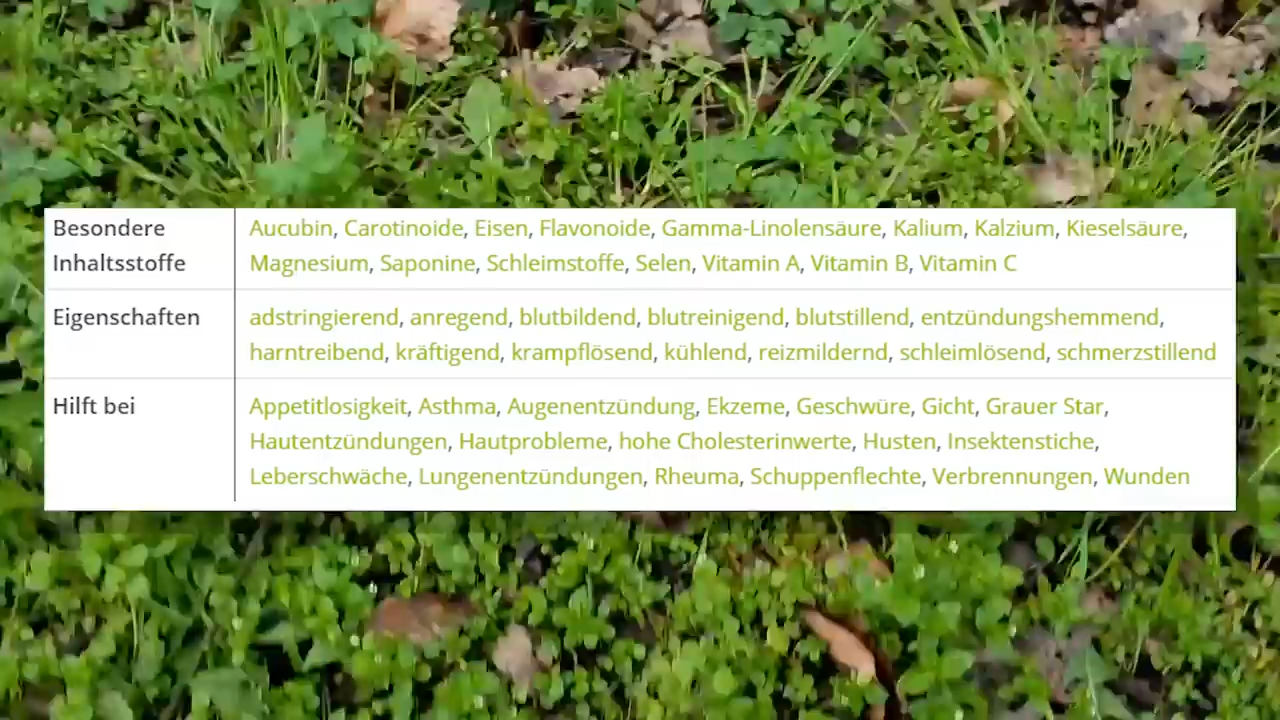 Besondere Inhaltsstoffe
Aucubin, Carotinoide, Eisen, Flavonoide, Gamma-Linolensäure, Kalium, Kalzium, Kieselsäure,
Magnesium, Saponine, Schleimstoffe, Selen, Vitamin A, Vitamin B, Vitamin C
Eigenschaften
adstringierend, anregend, blutbildend, blutreinigend, blutstillend, entzündungshemmend,
harntreibend, kräftigend, krampflösend, kühlend, reizmildernd, schleimlösend, schmerzstillend
Hilft bei
Appetitlosigkeit, Asthma, Augenentzündung, Ekzeme, Geschwüre, Gicht, Grauer Star,
Hautentzündungen, Hautprobleme, hohe Cholesterinwerte, Husten, Insektenstiche,
Leberschwäche, Lungenentzündungen, Rheuma, Schuppenflechte, Verbrennungen, Wunden